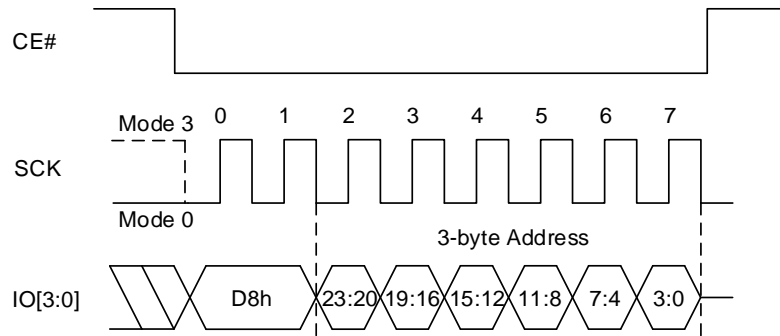 CE#
0 1 2 3 4 5 6 7
Mode 3
SCK
Mode 0
3-byte Address
IO[3:0] D8h 23:20 19:16 15:12 11:8 7:4 3:0